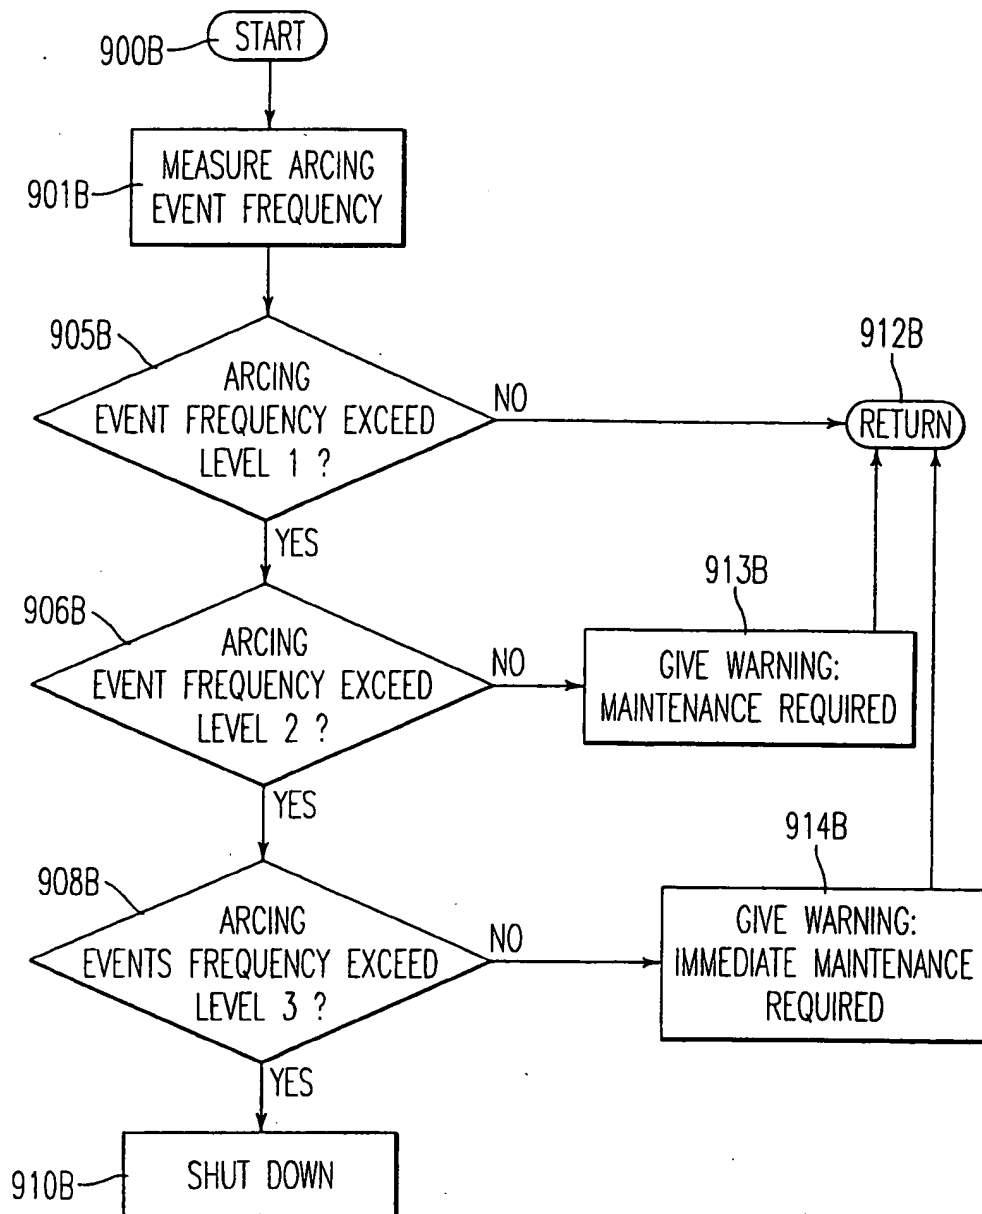 900B
START
901B
MEASURE ARCING
EVENT FREQUENCY
905B
ARCING
EVENT FREQUENCY EXCEED
LEVEL 1 ?
NO
912B
RETURN
YES
906B
ARCING
EVENT FREQUENCY EXCEED
LEVEL 2 ?
NO
913B
GIVE WARNING:
MAINTENANCE REQUIRED
YES
908B
ARCING
EVENTS FREQUENCY EXCEED
LEVEL 3 ?
NO
914B
GIVE WARNING:
IMMEDIATE MAINTENANCE
REQUIRED
YES
910B
SHUT DOWN